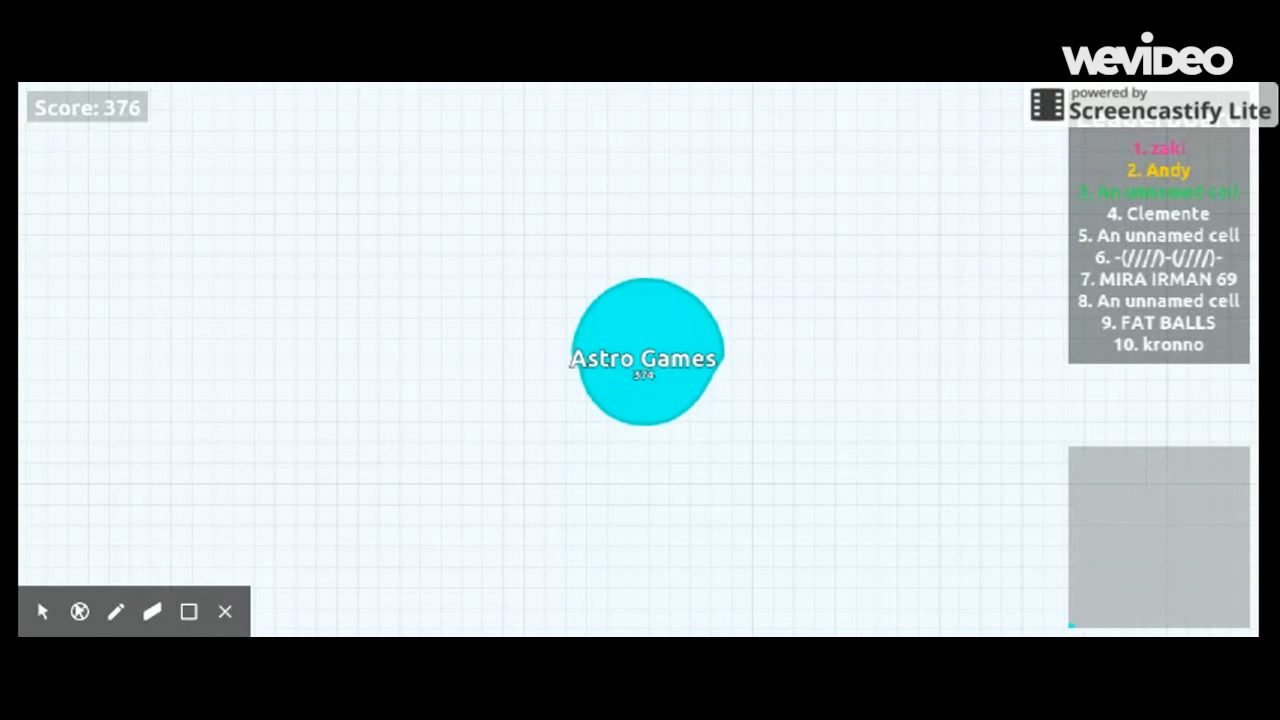 WEVIDEO
Score: 376
powered by
Screencastify Lite
1. zaki
2. Andy
3. An unnamed cell
4. Clemente
5. An unnamed cell
6. -(////)-(////)-
7. MIRA IRMAN 69
8. An unnamed cell
9. FAT BALLS
10. kronno
Astro Games
374